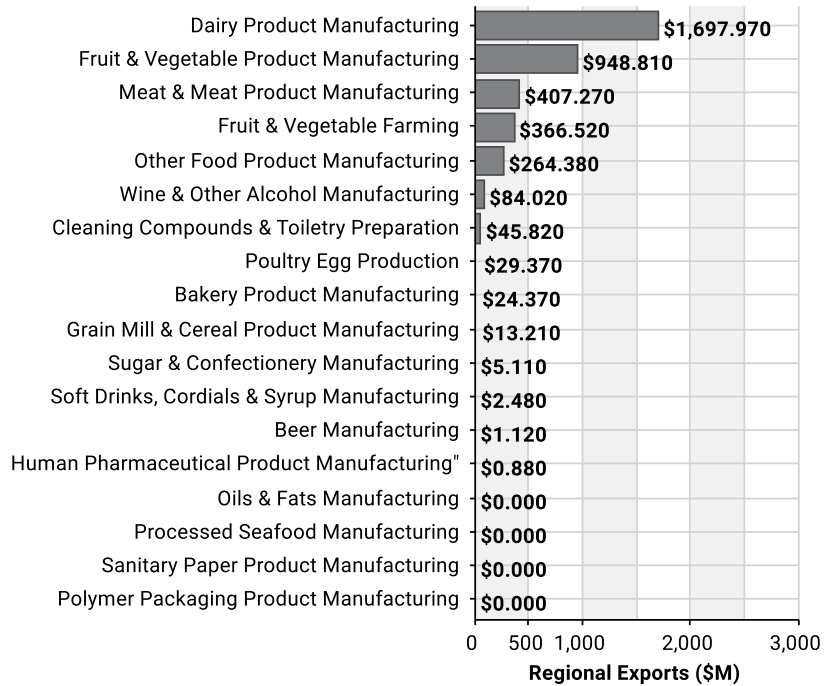 Dairy Product Manufacturing $1,697.970
Fruit & Vegetable Product Manufacturing $948.810
Meat & Meat Product Manufacturing $407.270
Fruit & Vegetable Farming $366.520
Other Food Product Manufacturing $264.380
Wine & Other Alcohol Manufacturing $84.020
Cleaning Compounds & Toiletry Preparation $45.820
Poultry Egg Production $29.370
Bakery Product Manufacturing $24.370
Grain Mill & Cereal Product Manufacturing $13.210
Sugar & Confectionery Manufacturing $5.110
Soft Drinks, Cordials & Syrup Manufacturing $2.480
Beer Manufacturing $1.120
Human Pharmaceutical Product Manufacturing" $0.880
Oils & Fats Manufacturing $0.000
Processed Seafood Manufacturing $0.000
Sanitary Paper Product Manufacturing $0.000
Polymer Packaging Product Manufacturing $0.000
0 500 1,000 2,000 3,000
Regional Exports ($M)